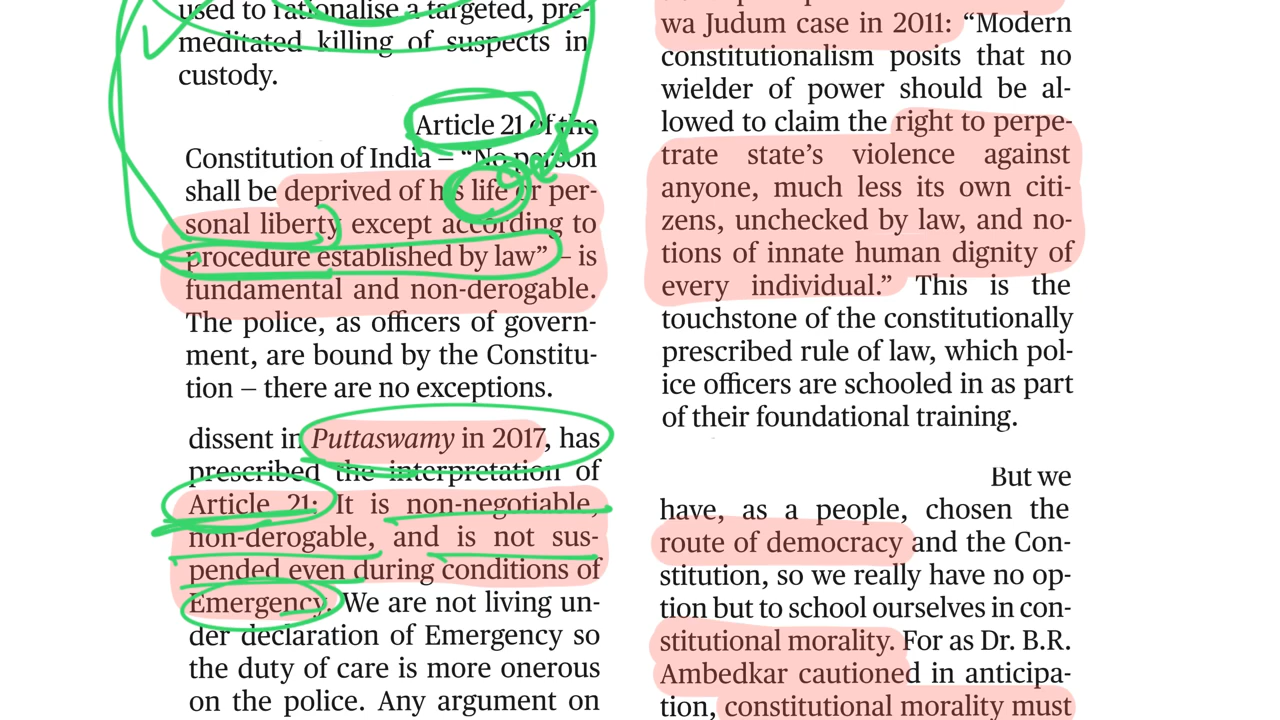 used to rationalise a targeted, pre-
meditated killing of suspects in
custody.
Article 21 of the
Constitution of India – “No person
shall be deprived of his life or per-
sonal liberty except according to
procedure established by law” – is
fundamental and non-derogable.
The police, as officers of govern-
ment, are bound by the Constitu-
tion – there are no exceptions.
dissent in Puttaswamy in 2017, has
prescribed the interpretation of
Article 21: It is non-negotiable,
non-derogable, and is not sus-
pended even during conditions of
Emergency. We are not living un-
der declaration of Emergency so
the duty of care is more onerous
on the police. Any argument on
wa Judum case in 2011: “Modern
constitutionalism posits that no
wielder of power should be al-
lowed to claim the right to perpe-
trate state’s violence against
anyone, much less its own citi-
zens, unchecked by law, and no-
tions of innate human dignity of
every individual.” This is the
touchstone of the constitutionally
prescribed rule of law, which pol-
ice officers are schooled in as part
of their foundational training.
But we
have, as a people, chosen the
route of democracy and the Con-
stitution, so we really have no op-
tion but to school ourselves in con-
stitutional morality. For as Dr. B.R.
Ambedkar cautioned in anticipa-
tion, constitutional morality must